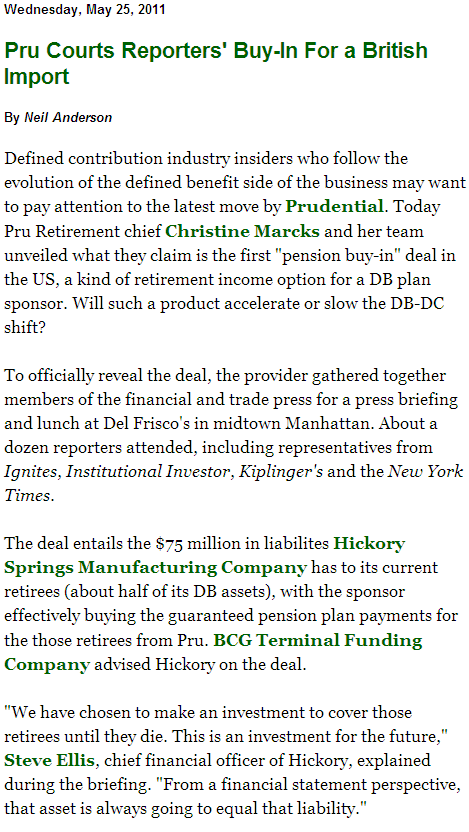 Wednesday, May 25, 2011
Pru Courts Reporters' Buy-In For a British
Import
By Neil Anderson
Defined contribution industry insiders who follow the
evolution of the defined benefit side of the business may want
to pay attention to the latest move by Prudential. Today
Pru Retirement chief Christine Marcks and her team
unveiled what they claim is the first "pension buy-in" deal in
the US, a kind of retirement income option for a DB plan
sponsor. Will such a product accelerate or slow the DB-DC
shift?
To officially reveal the deal, the provider gathered together
members of the financial and trade press for a press briefing
and lunch at Del Frisco's in midtown Manhattan. About a
dozen reporters attended, including representatives from
Ignites, Institutional Investor, Kiplinger's and the New York
Times.
The deal entails the $75 million in liabilites Hickory
Springs Manufacturing Company has to its current
retirees (about half of its DB assets), with the sponsor
effectively buying the guaranteed pension plan payments for
the those retirees from Pru. BCG Terminal Funding
Company advised Hickory on the deal.
"We have chosen to make an investment to cover those
retirees until they die. This is an investment for the future,"
Steve Ellis, chief financial officer of Hickory, explained
during the briefing. "From a financial statement perspective,
that asset is always going to equal that liability."